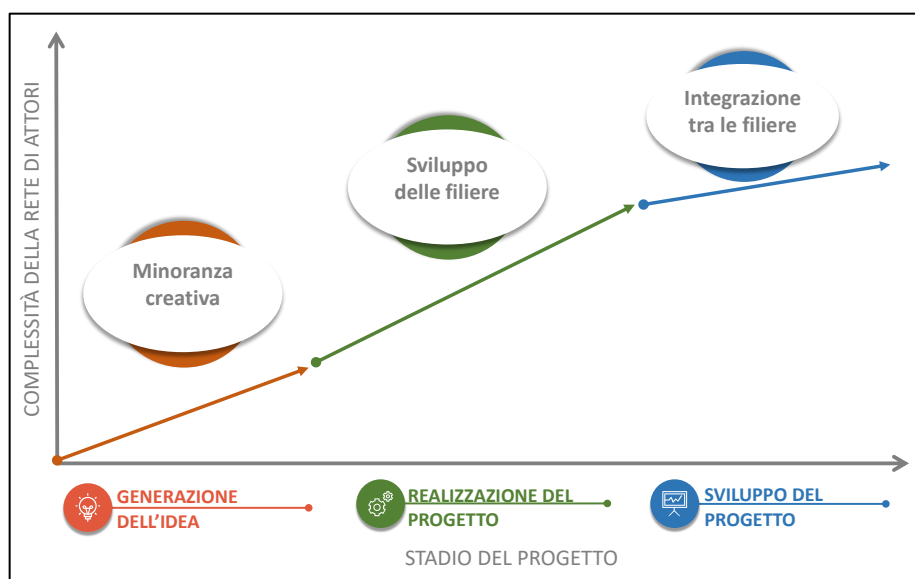 COMPLESSITÀ DELLA RETE DI ATTORI
Minoranza
creativa
Sviluppo
delle filiere
Integrazione
tra le filiere
GENERAZIONE
DELL'IDEA
REALIZZAZIONE DEL
PROGETTO
SVILUPPO DEL
PROGETTO
STADIO DEL PROGETTO